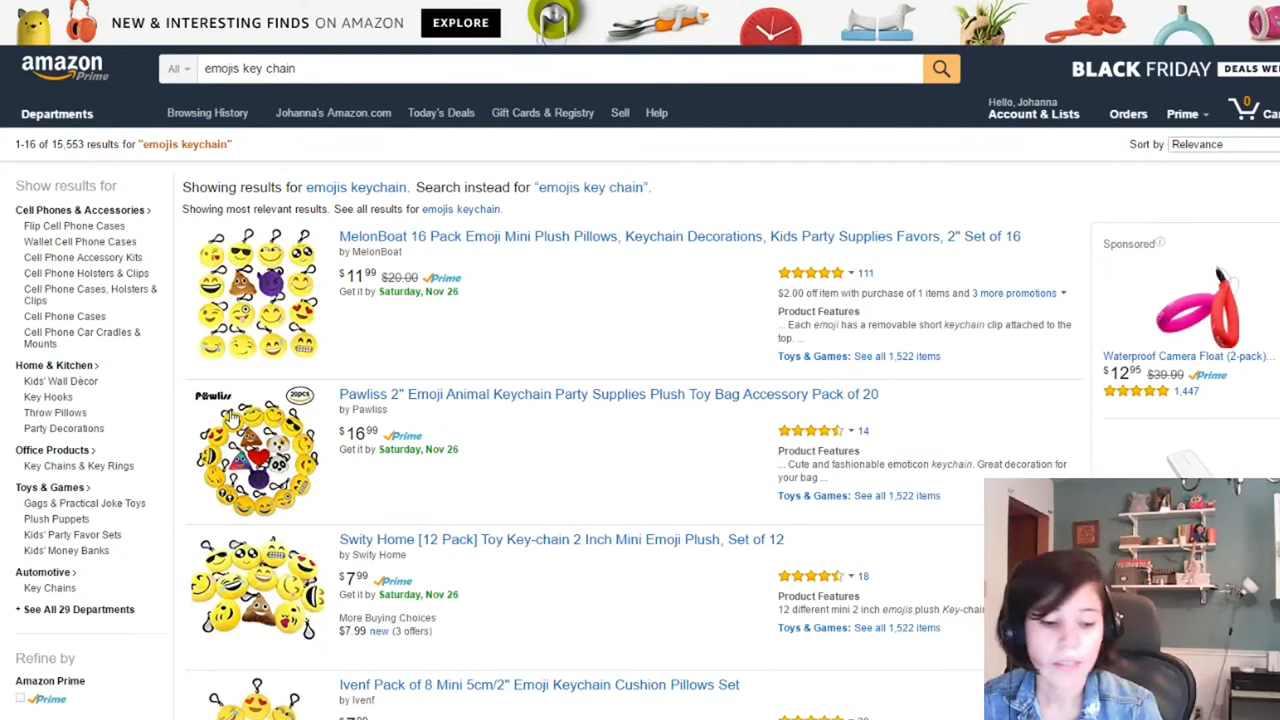 NEW & INTERESTING FINDS ON AMAZON EXPLORE
amazon Prime
All
emojis key chain
BLACK FRIDAY DEALS WE
Departments
Browsing History
Johanna's Amazon.com
Today's Deals
Gift Cards & Registry
Sell
Help
Hello, Johanna
Account & Lists
Orders
Prime
0
Ca
1-16 of 15,553 results for "emojis keychain"
Sort by Relevance
Show results for
Cell Phones & Accessories
Flip Cell Phone Cases
Wallet Cell Phone Cases
Cell Phone Accessory Kits
Cell Phone Holsters & Clips
Cell Phone Cases, Holsters &
Clips
Cell Phone Cases
Cell Phone Car Cradles &
Mounts
Home & Kitchen
Kids' Wall Décor
Key Hooks
Throw Pillows
Party Decorations
Office Products
Key Chains & Key Rings
Toys & Games
Gags & Practical Joke Toys
Plush Puppets
Kids' Party Favor Sets
Kids' Money Banks
Automotive
Key Chains
+ See All 29 Departments
Refine by
Amazon Prime
Prime
Showing results for emojis keychain. Search instead for "emojis key chain".
Showing most relevant results. See all results for emojis keychain.
MelonBoat 16 Pack Emoji Mini Plush Pillows, Keychain Decorations, Kids Party Supplies Favors, 2" Set of 16
by MelonBoat
$11 99 $20.00 Prime
Get it by Saturday, Nov 26
111
$2.00 off item with purchase of 1 items and 3 more promotions
Product Features
... Each emoji has a removable short keychain clip attached to the
top. ...
Toys & Games: See all 1,522 items
Pawliss
20PCS
Pawliss 2" Emoji Animal Keychain Party Supplies Plush Toy Bag Accessory Pack of 20
by Pawliss
$16 99 Prime
Get it by Saturday, Nov 26
14
Product Features
... Cute and fashionable emoticon keychain. Great decoration for
your bag ...
Toys & Games: See all 1,522 items
Swity Home [12 Pack] Toy Key-chain 2 Inch Mini Emoji Plush, Set of 12
by Swity Home
$7 99 Prime
Get it by Saturday, Nov 26
More Buying Choices
$7.99 new (3 offers)
18
Product Features
12 different mini 2 inch emojis plush Key-chai
Toys & Games: See all 1,522 items
Ivenf Pack of 8 Mini 5cm/2" Emoji Keychain Cushion Pillows Set
by Ivenf
Sponsored
Waterproof Camera Float (2-pack)...
$12 95 $39.99 Prime
1,447